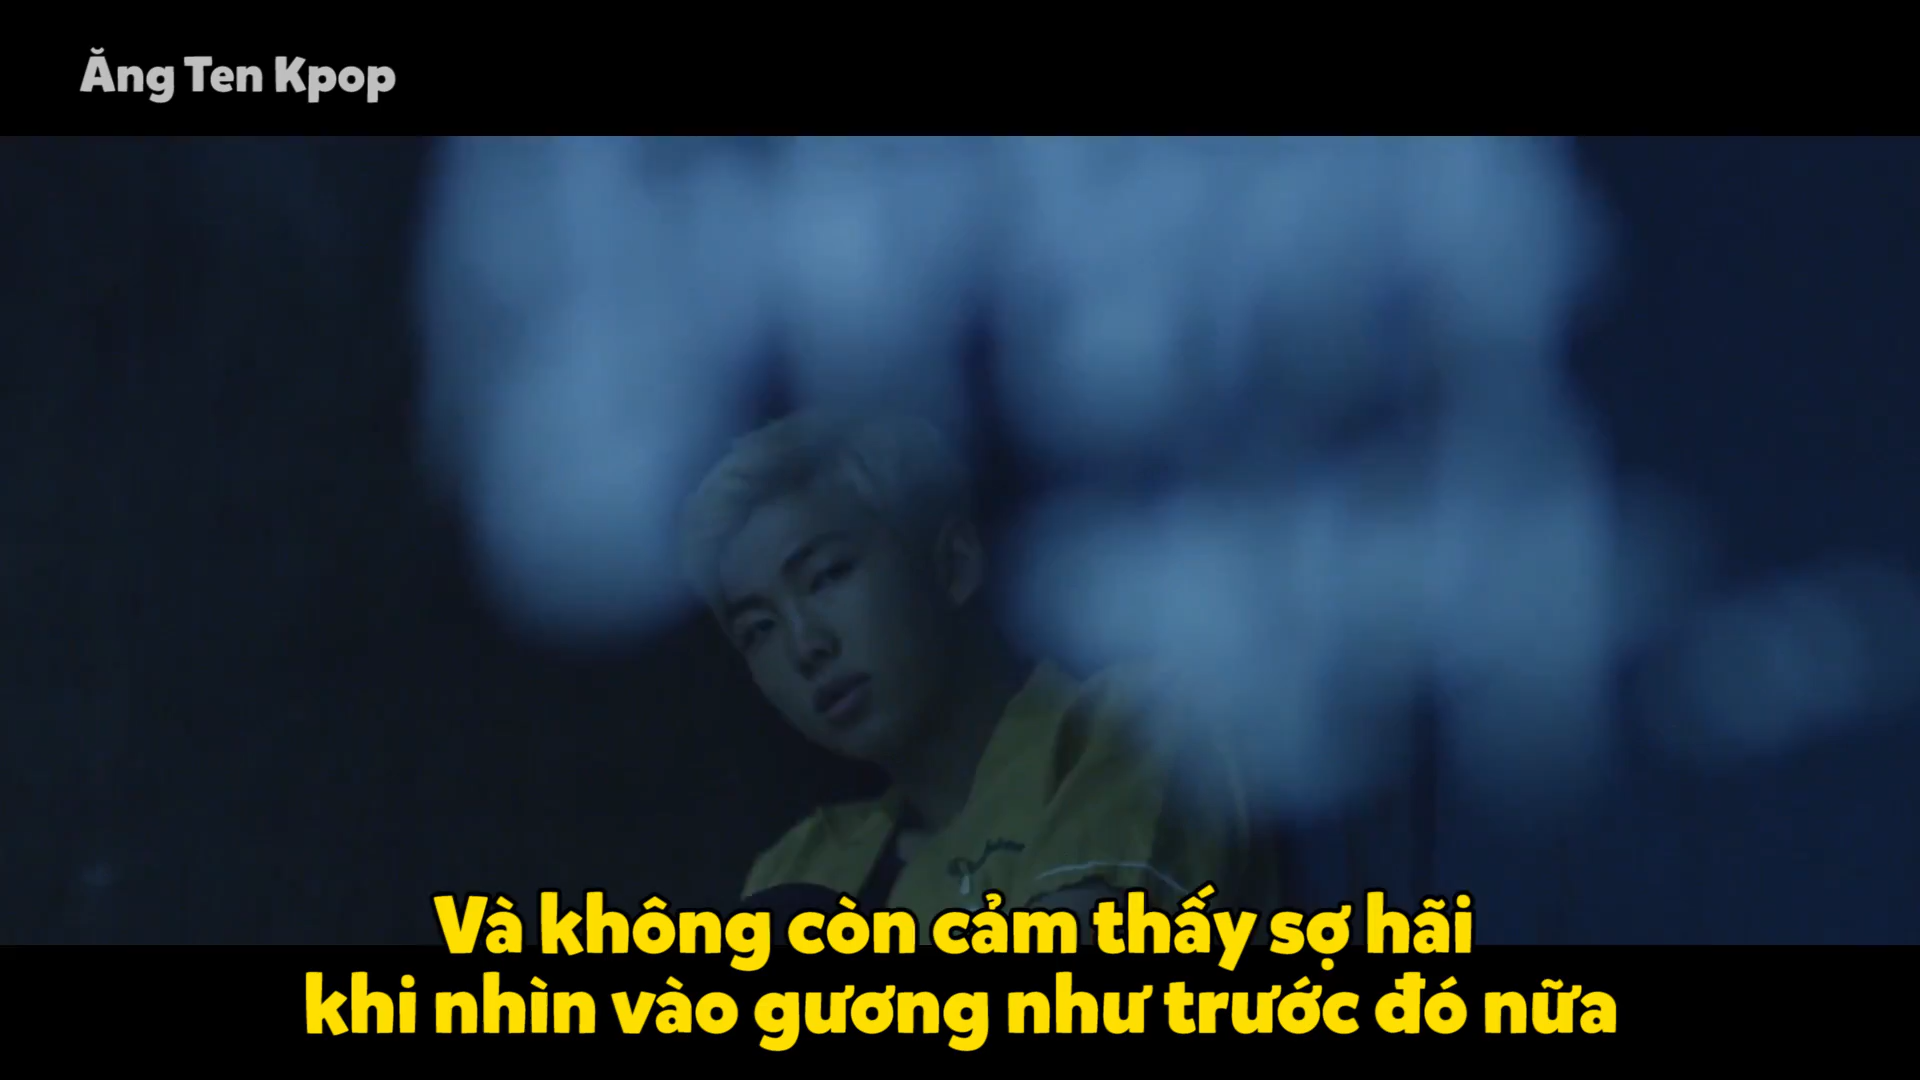 Ăng Ten Kpop
Và không còn cảm thấy sợ hãi
khi nhìn vào gương như trước đó nữa